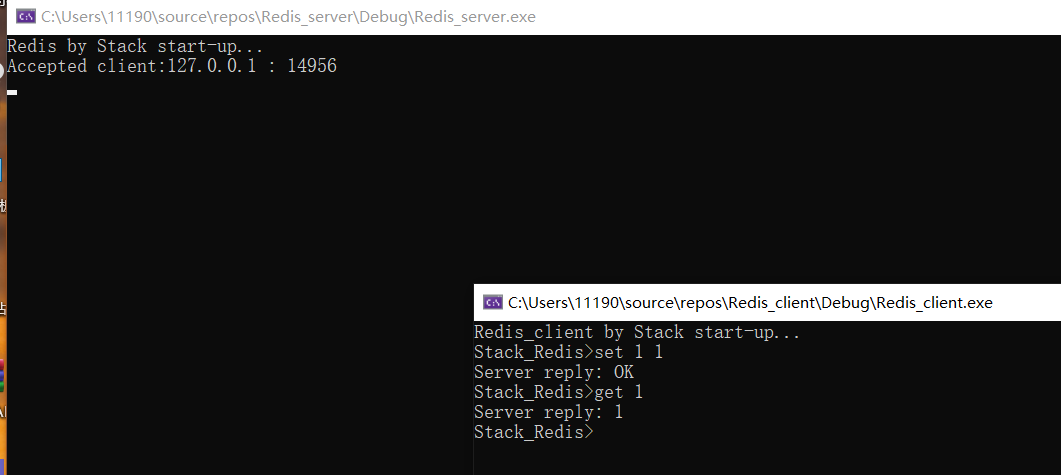 C:\Users\11190\source\repos\Redis_server\Debug\Redis_server.exe
Redis by Stack start-up...
Accepted client:127.0.0.1 : 14956
C:\Users\11190\source\repos\Redis_client\Debug\Redis_client.exe
Redis_client by Stack start-up...
Stack_Redis>set 1 1
Server reply: OK
Stack_Redis>get 1
Server reply: 1
Stack_Redis>